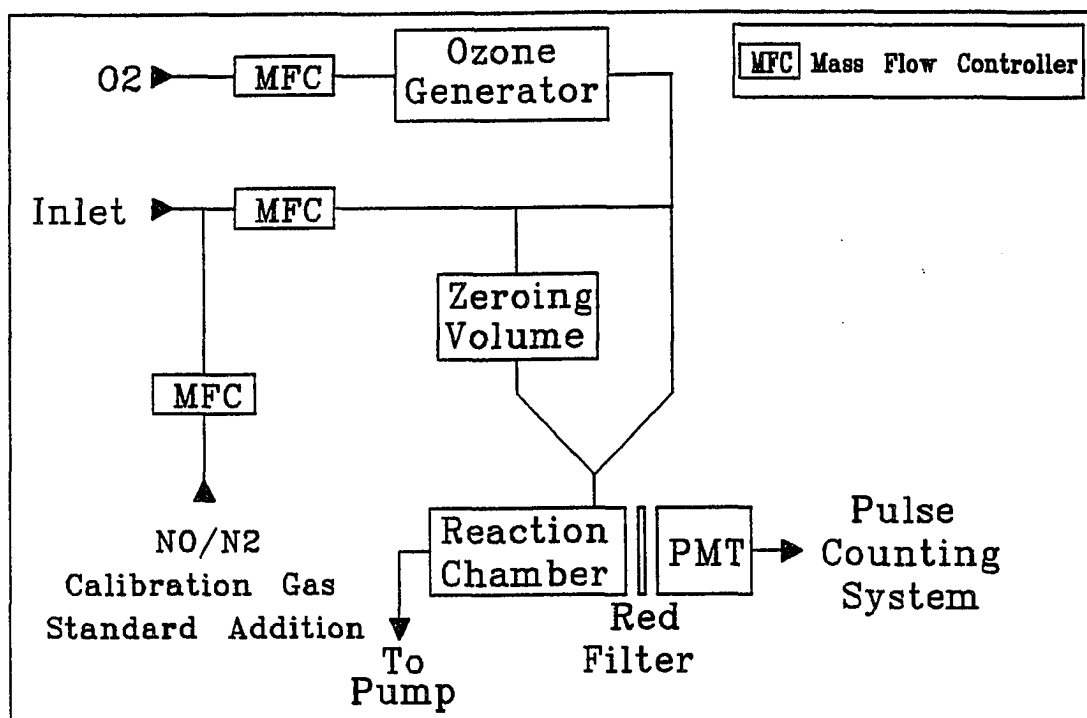 O2
MFC
Ozone
Generator
MFC Mass Flow Controller
Inlet
MFC
Zeroing
Volume
MFC
NO/N2
Calibration Gas
Standard Addition
Reaction
Chamber
PMT
Pulse
Counting
System
Red
Filter
To
Pump